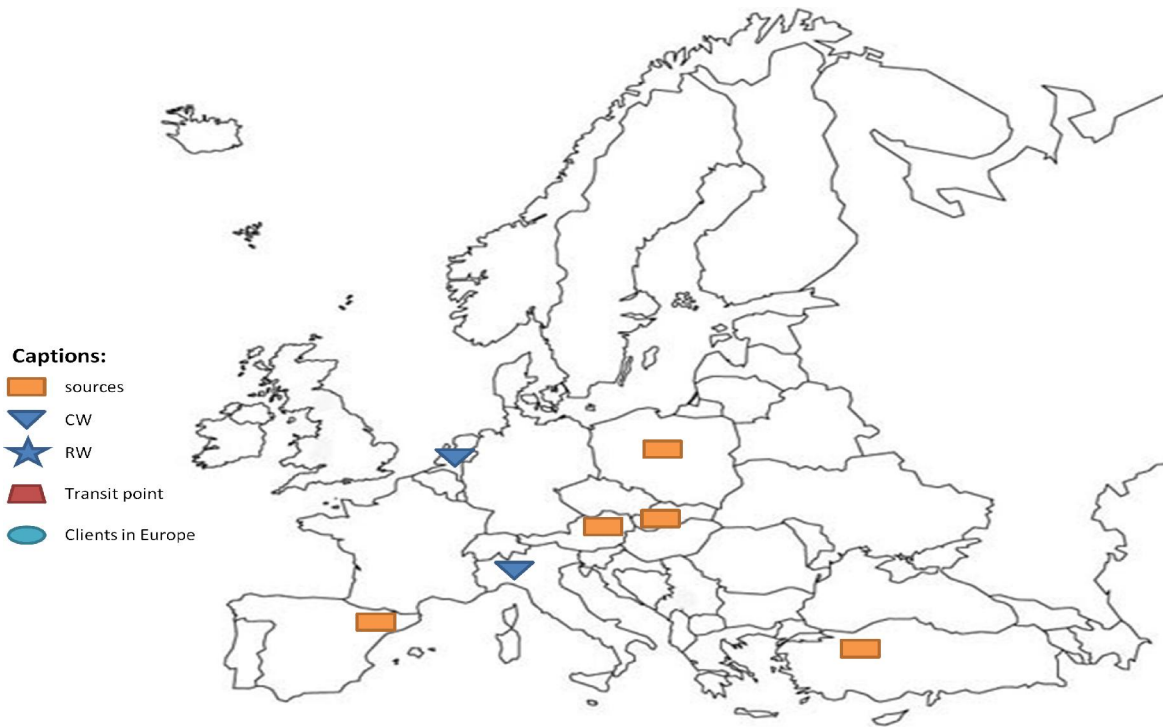 Captions:
sources
CW
RW
Transit point
Clients in Europe